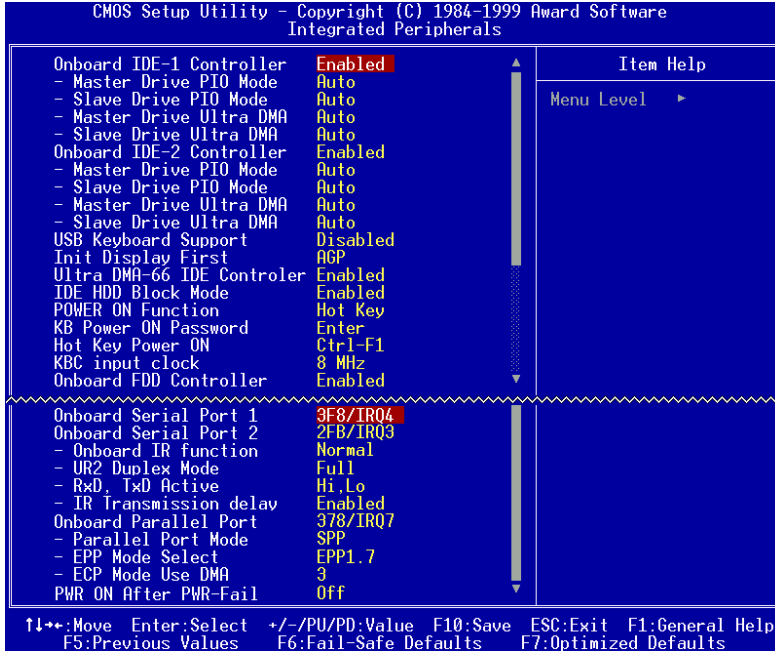 CMOS Setup Utility – Copyright (C) 1984–1999 Award Software
Integrated Peripherals
Onboard IDE-1 Controller Enabled
- Master Drive PIO Mode Auto
- Slave Drive PIO Mode Auto
- Master Drive Ultra DMA Auto
- Slave Drive Ultra DMA Auto
Onboard IDE-2 Controller Enabled
- Master Drive PIO Mode Auto
- Slave Drive PIO Mode Auto
- Master Drive Ultra DMA Auto
- Slave Drive Ultra DMA Auto
USB Keyboard Support Disabled
Init Display First AGP
Ultra DMA-66 IDE Controler Enabled
IDE HDD Block Mode Enabled
POWER ON Function Hot Key
KB Power ON Password Enter
Hot Key Power ON Ctrl-F1
KBC input clock 8 MHz
Onboard FDD Controller Enabled
Item Help
Menu Level ►
Onboard Serial Port 1 3F8/IRQ4
Onboard Serial Port 2 2FB/IRQ3
- Onboard IR function Normal
- UR2 Duplex Mode Full
- RxD, TxD Active Hi,Lo
- IR Transmission delay Enabled
Onboard Parallel Port 378/IRQ7
- Parallel Port Mode SPP
- EPP Mode Select EPP1.7
- ECP Mode Use DMA 3
PWR ON After PWR-Fail Off
↑↓→←:Move Enter:Select +/-/PU/PD:Value F10:Save ESC:Exit F1:General Help
F5:Previous Values F6:Fail-Safe Defaults F7:Optimized Defaults